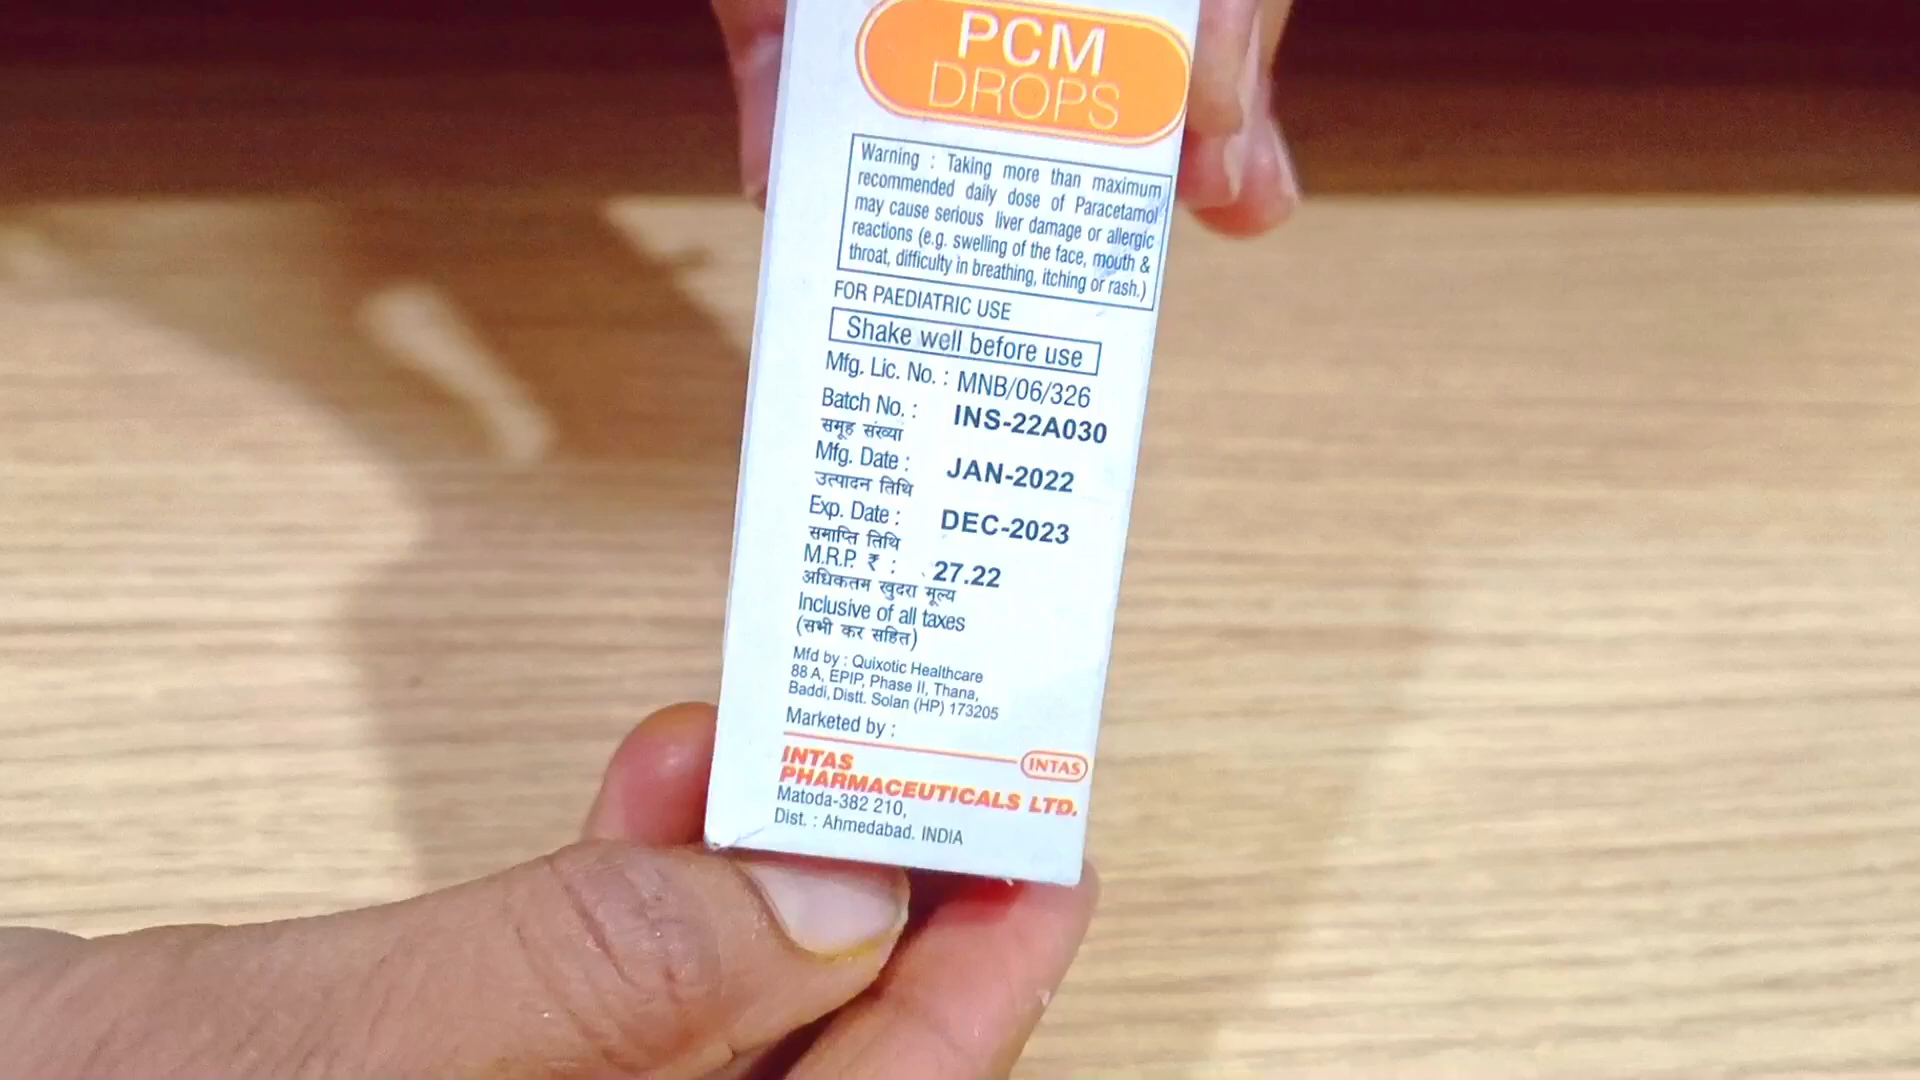 PCM
DROPS
Warning : Taking more than maximum
recommended daily dose of Paracetamol
may cause serious liver damage or allergic
reactions (e.g. swelling of the face, mouth &
throat, difficulty in breathing, itching or rash.)
FOR PAEDIATRIC USE
Shake well before use
Mfg. Lic. No. : MNB/06/326
Batch No. : INS-22A030
समूह संख्या
Mfg. Date : JAN-2022
उत्पादन तिथि
Exp. Date : DEC-2023
समाप्ति तिथि
M.R.P. ₹ : 27.22
अधिकतम खुदरा मूल्य
Inclusive of all taxes
(सभी कर सहित)
Mfd by : Quixotic Healthcare
88 A, EPIP, Phase II, Thana,
Baddi, Distt. Solan (HP) 173205
Marketed by :
INTAS
INTAS
PHARMACEUTICALS LTD.
Matoda-382 210,
Dist. : Ahmedabad. INDIA